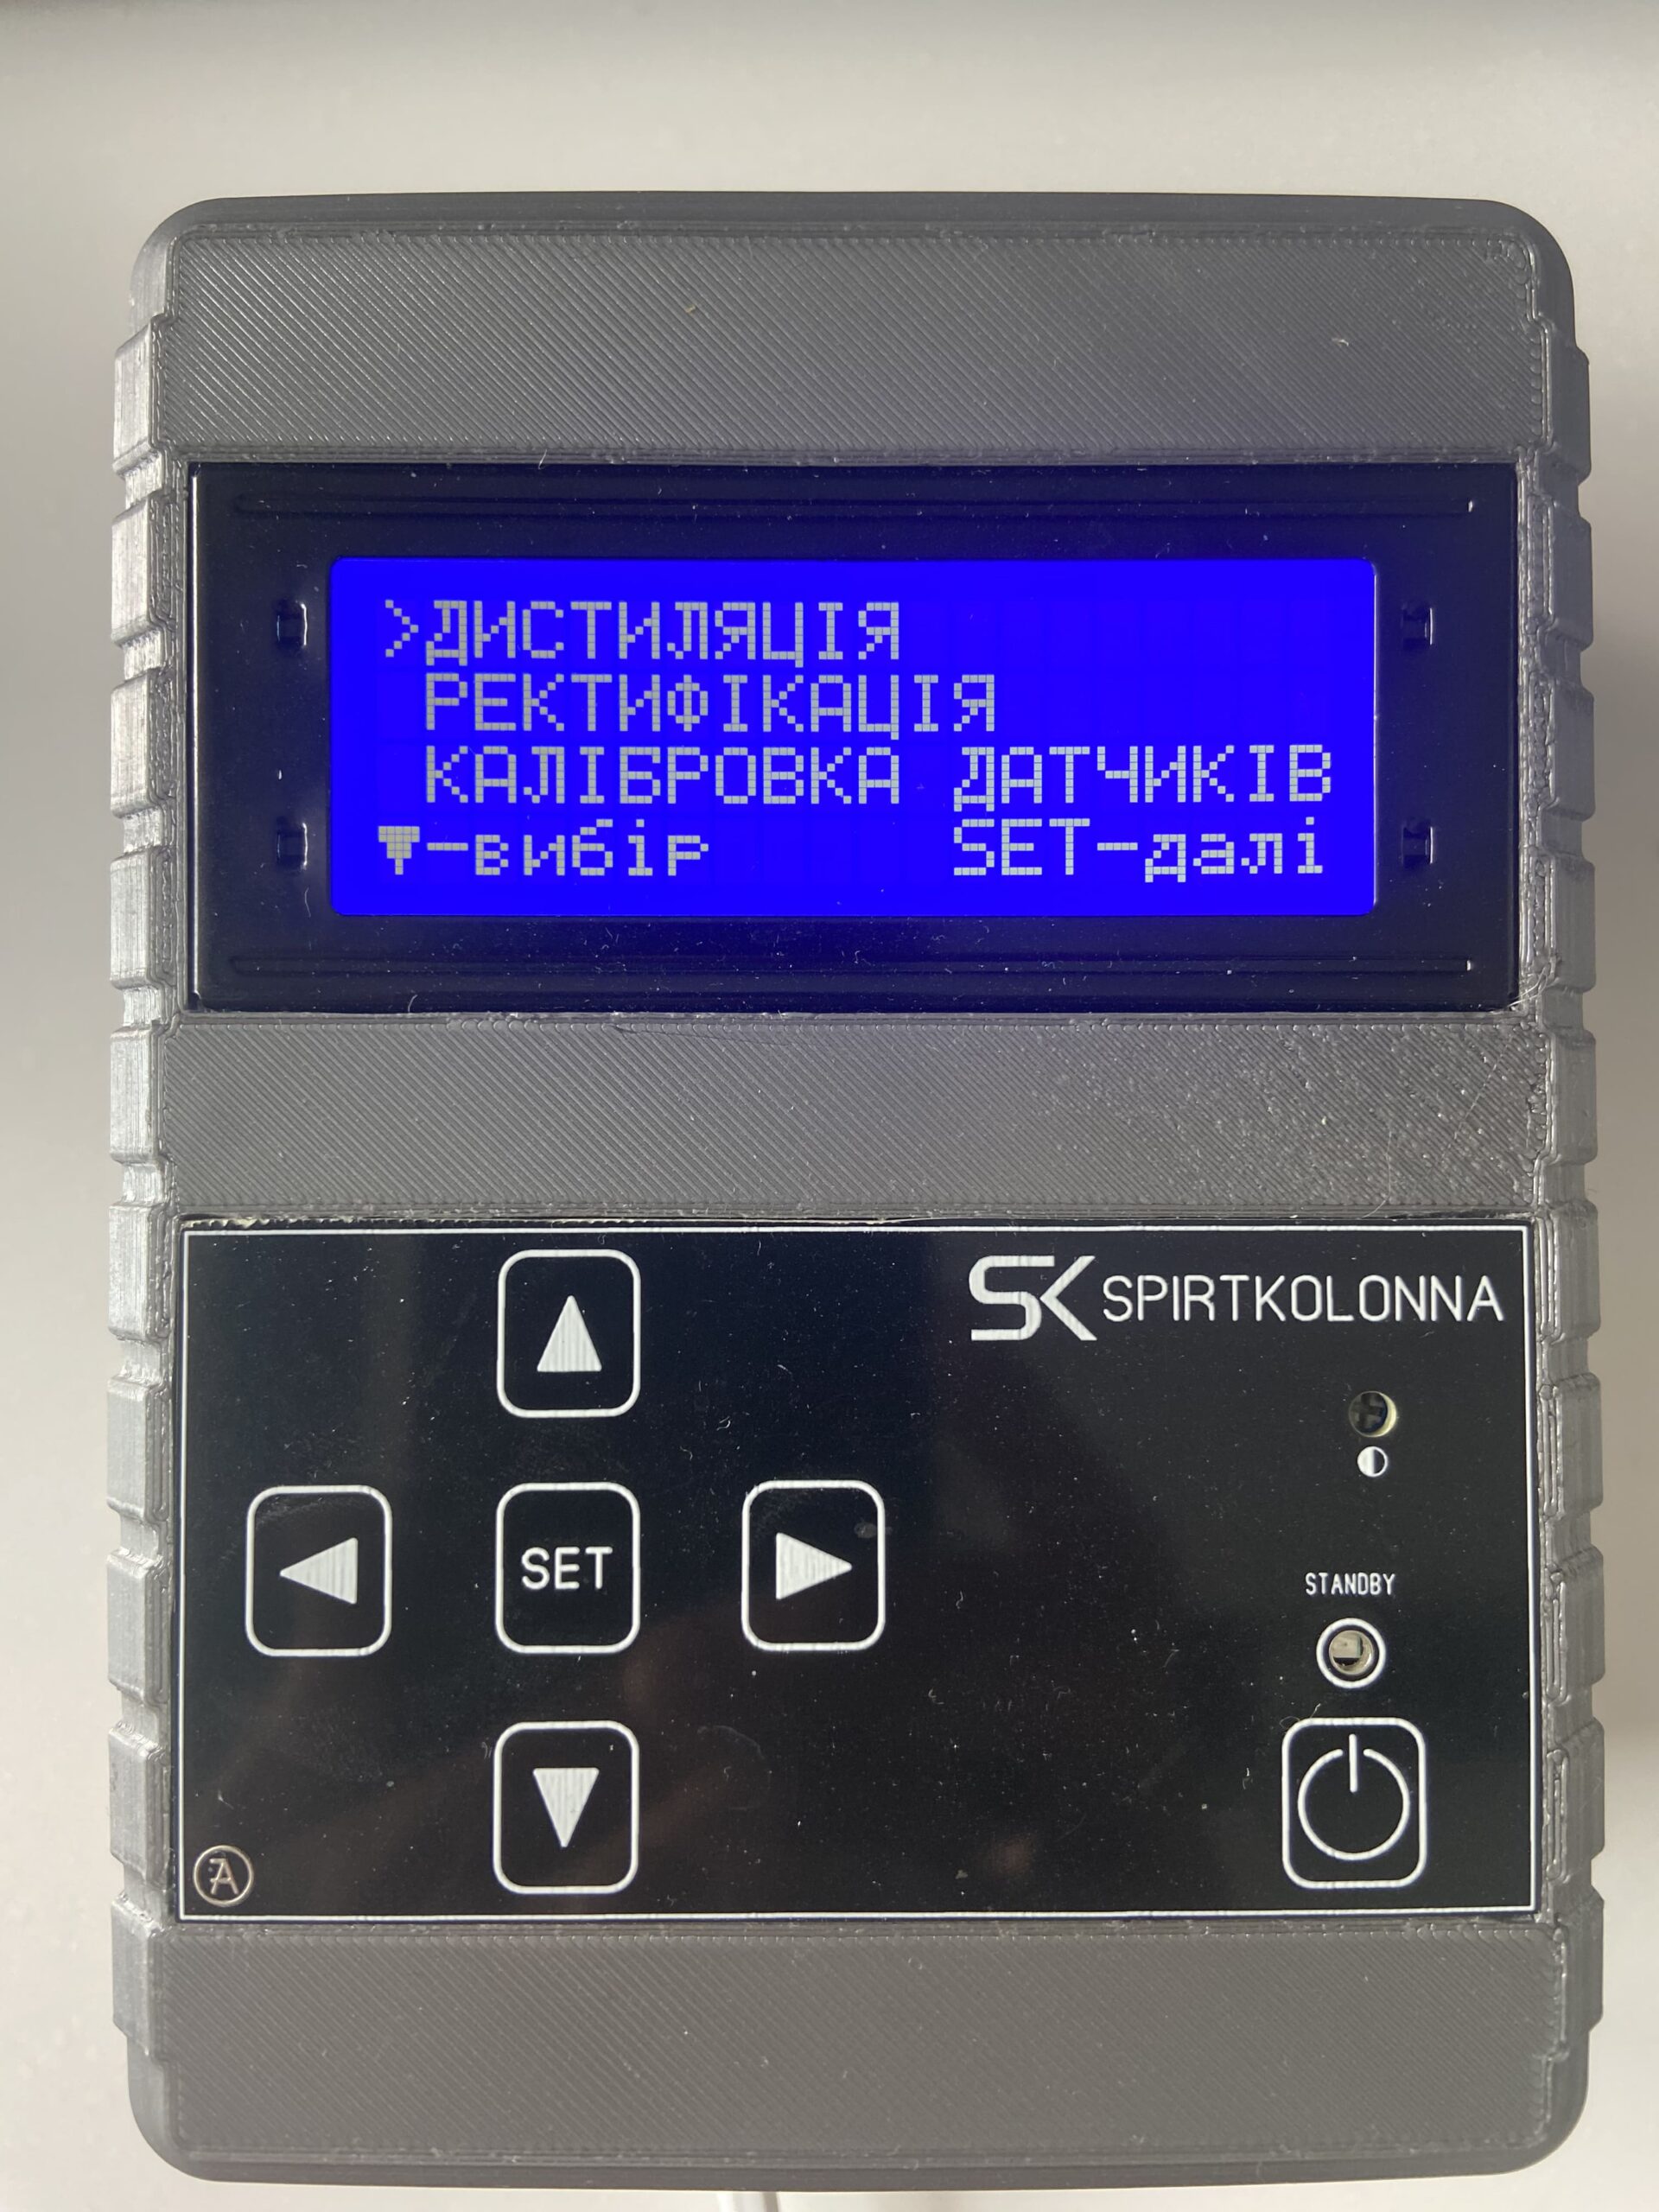 >ДИСТИЛЯЦІЯ
РЕКТИФІКАЦІЯ
КАЛІБРОВКА ДАТЧИКІВ
▼-вибір SET-далі
SK SPIRTKOLONNA
SET
STANDBY
A